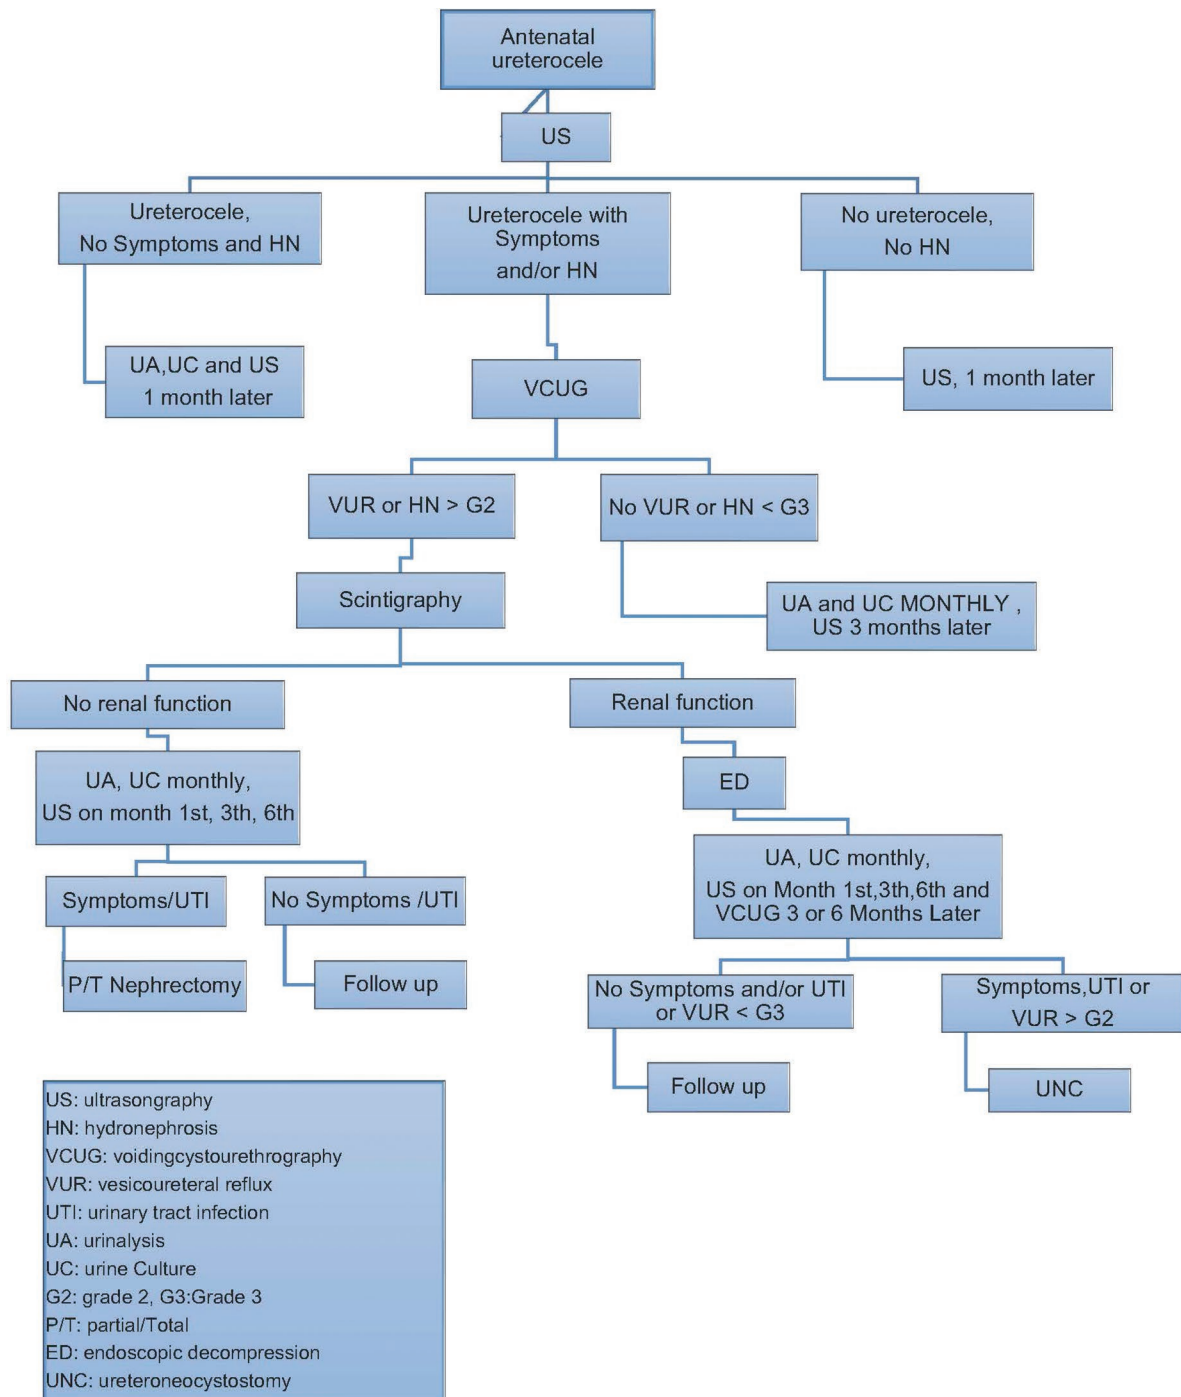 Antenatal
ureterocele
US
Ureterocele,
No Symptoms and HN
Ureterocele with
Symptoms
and/or HN
No ureterocele,
No HN
UA,UC and US
1 month later
VCUG
US, 1 month later
VUR or HN > G2
No VUR or HN < G3
Scintigraphy
UA and UC MONTHLY ,
US 3 months later
No renal function
Renal function
UA, UC monthly,
US on month 1st, 3th, 6th
ED
UA, UC monthly,
US on Month 1st,3th,6th and
VCUG 3 or 6 Months Later
Symptoms/UTI
No Symptoms /UTI
P/T Nephrectomy
Follow up
No Symptoms and/or UTI
or VUR < G3
Symptoms,UTI or
VUR > G2
Follow up
UNC
US: ultrasongraphy
HN: hydronephrosis
VCUG: voidingcystourethrography
VUR: vesicoureteral reflux
UTI: urinary tract infection
UA: urinalysis
UC: urine Culture
G2: grade 2, G3:Grade 3
P/T: partial/Total
ED: endoscopic decompression
UNC: ureteroneocystostomy